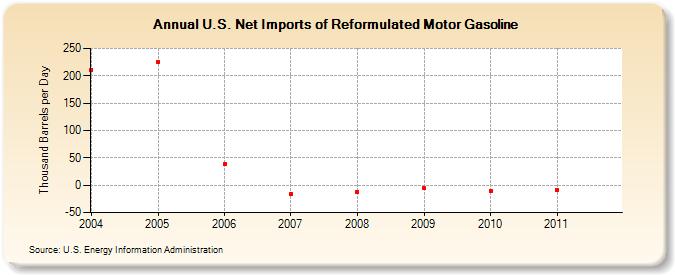 Annual U.S. Net Imports of Reformulated Motor Gasoline
Thousand Barrels per Day
250
200
150
100
50
0
-50
2004 2005 2006 2007 2008 2009 2010 2011
Source: U.S. Energy Information Administration